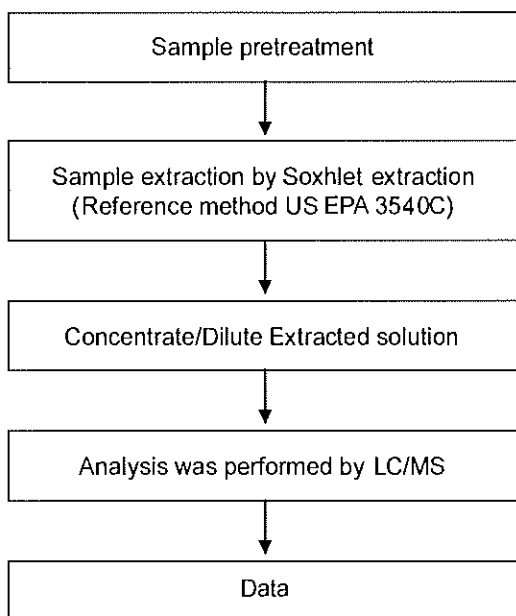 Sample pretreatment
Sample extraction by Soxhlet extraction
(Reference method US EPA 3540C)
Concentrate/Dilute Extracted solution
Analysis was performed by LC/MS
Data